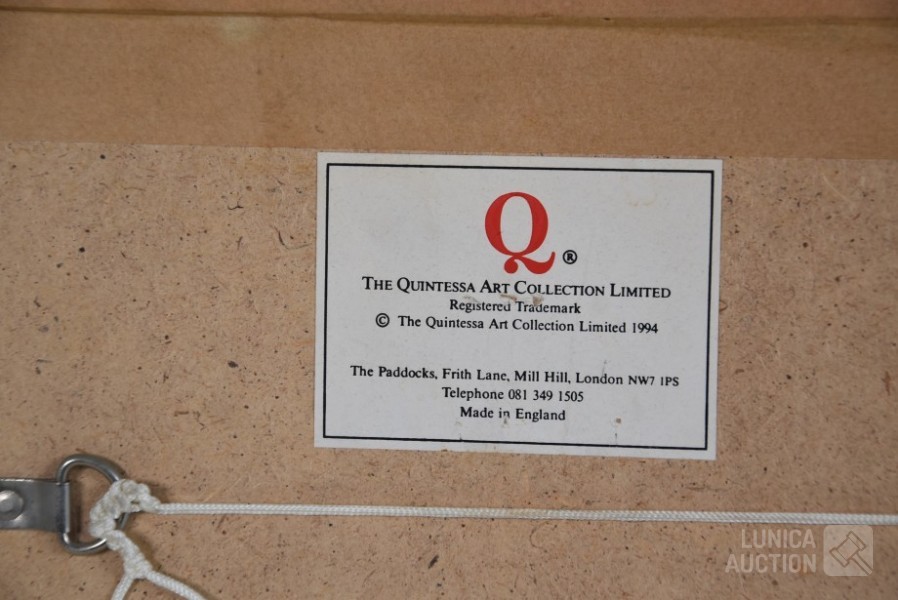 Q®
THE QUINTESSA ART COLLECTION LIMITED
Registered Trademark
© The Quintessa Art Collection Limited 1994
The Paddocks, Frith Lane, Mill Hill, London NW7 1PS
Telephone 081 349 1505
Made in England
LUNICA
AUCTION